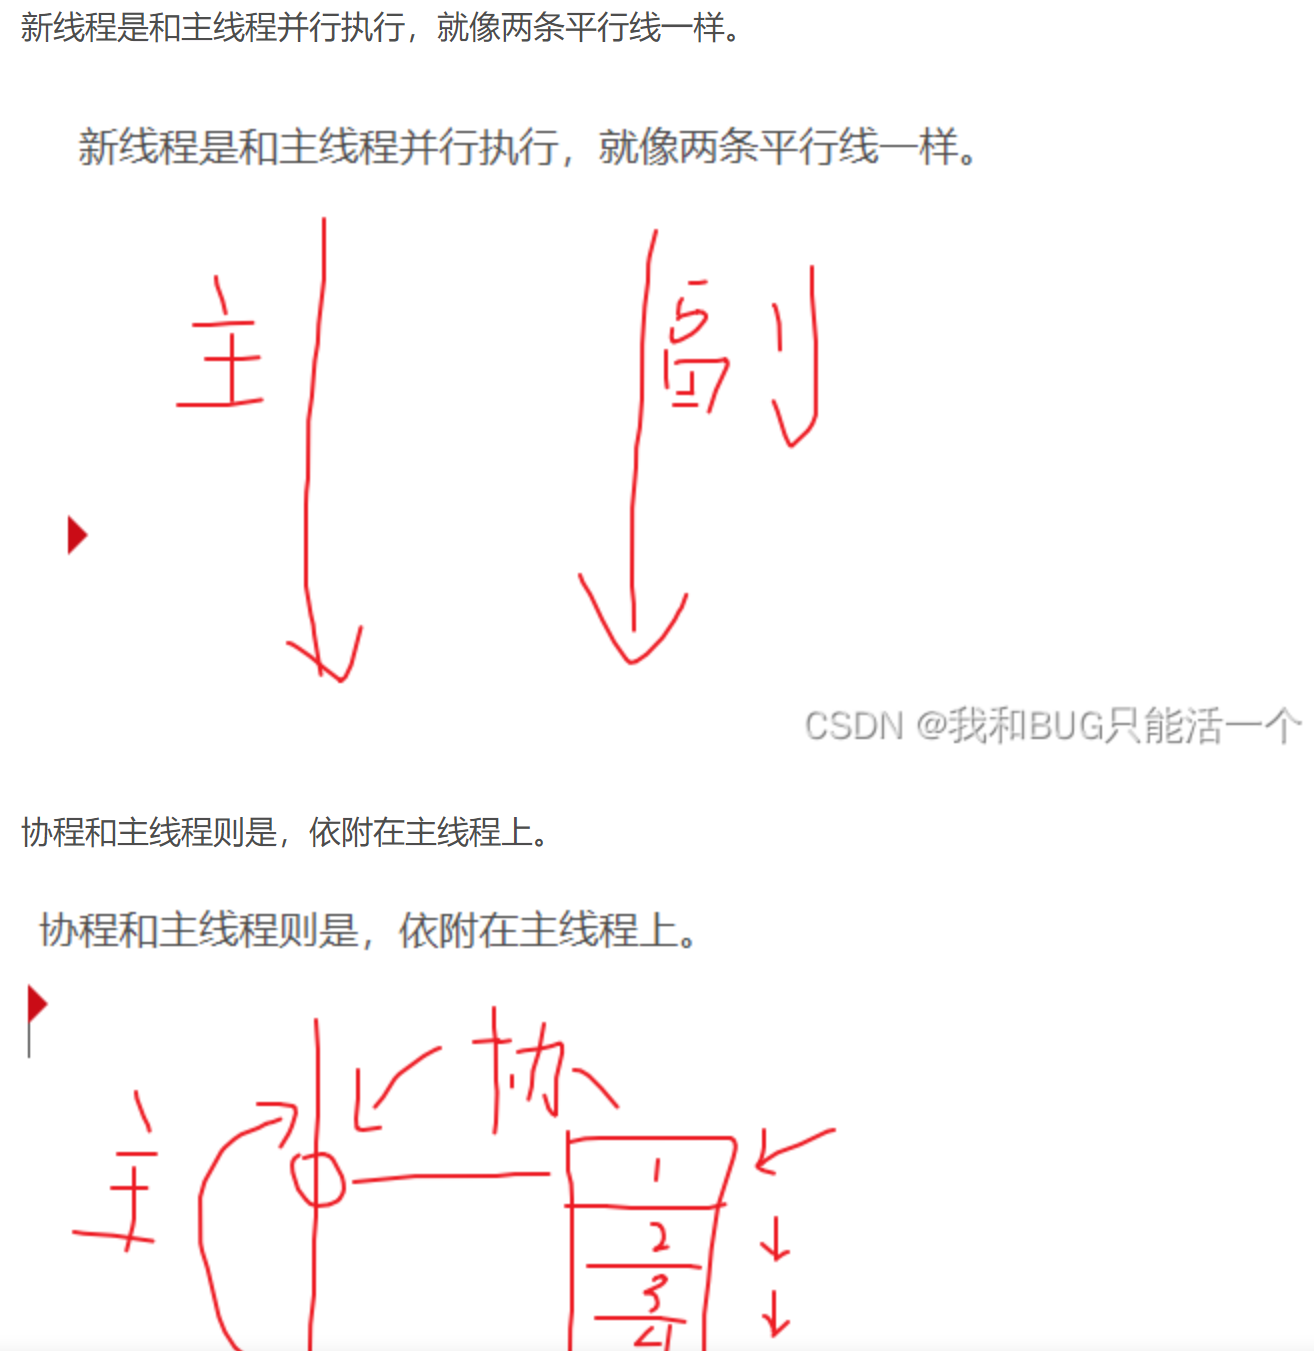 新线程是和主线程并行执行，就像两条平行线一样。
新线程是和主线程并行执行，就像两条平行线一样。
主
副
CSDN @我和BUG只能活一个
协程和主线程则是，依附在主线程上。
协程和主线程则是，依附在主线程上。
协
主
1
2
3
4